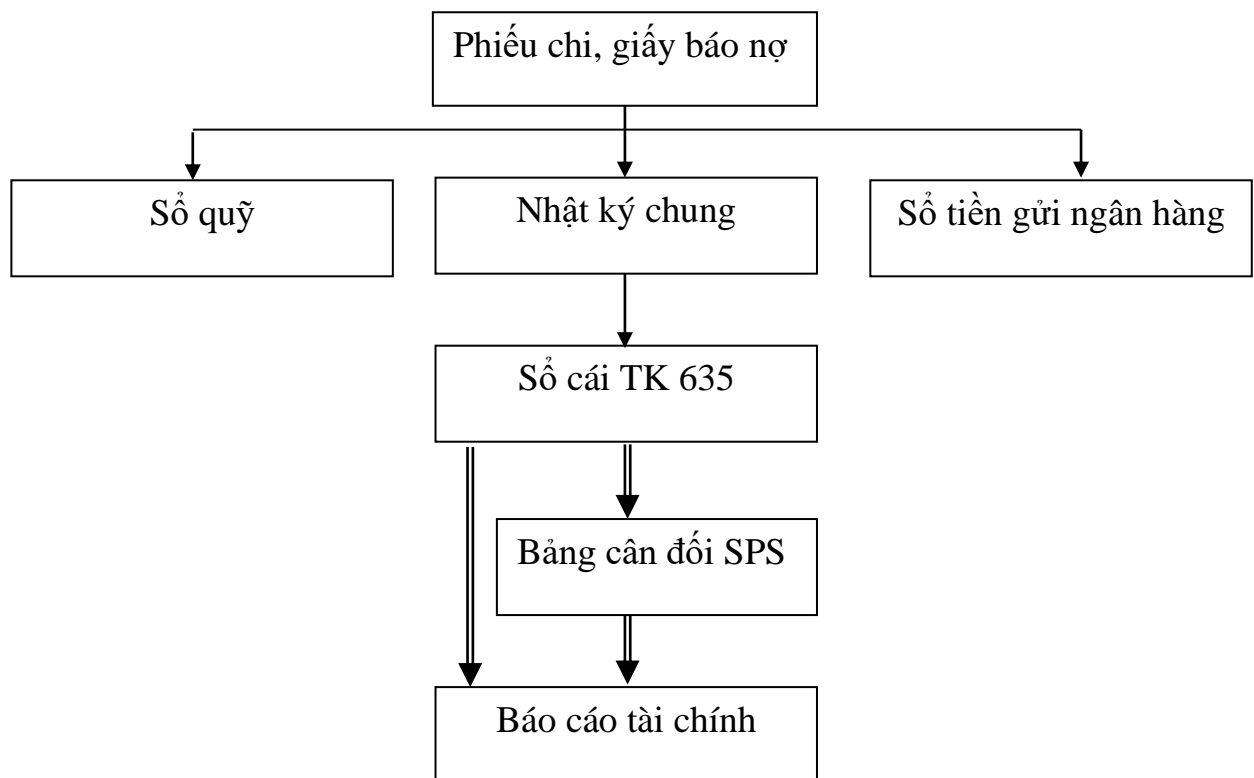 Phiếu chi, giấy báo nợ
Sổ quỹ
Nhật ký chung
Sổ tiền gửi ngân hàng
Sổ cái TK 635
Bảng cân đối SPS
Báo cáo tài chính